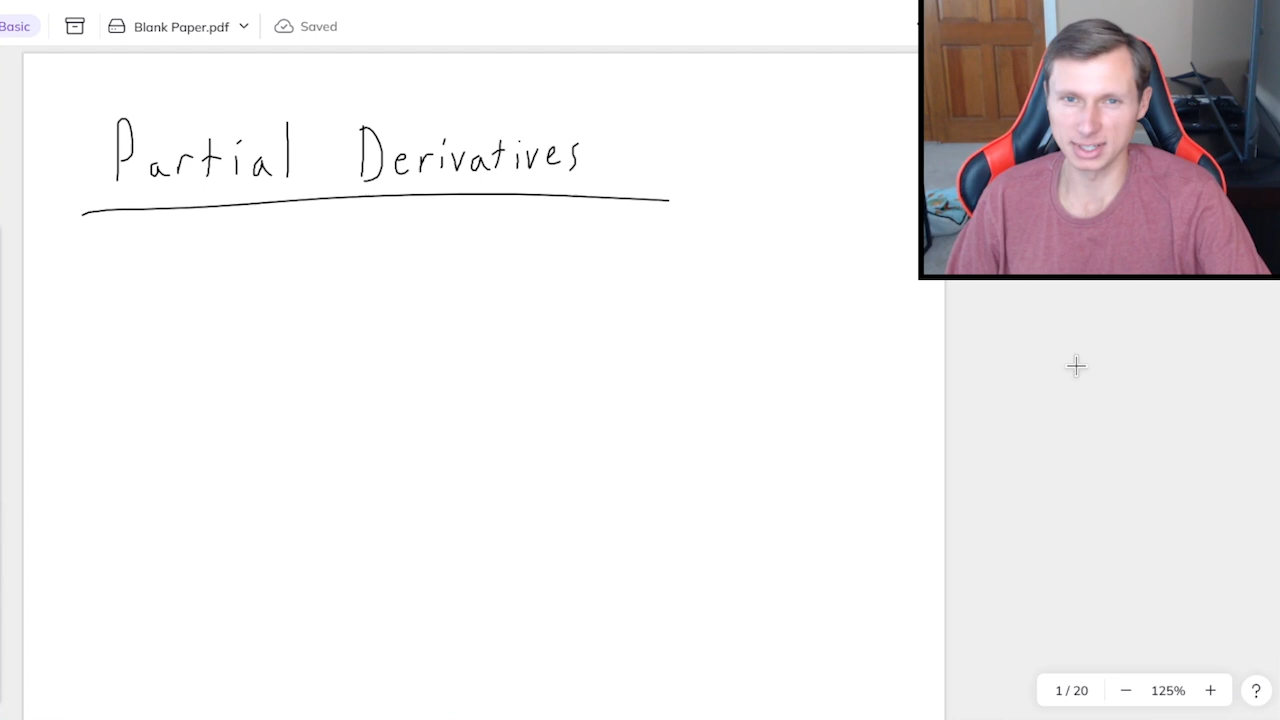 Basic Blank Paper.pdf Saved
Partial Derivatives
1 / 20 − 125% + ?